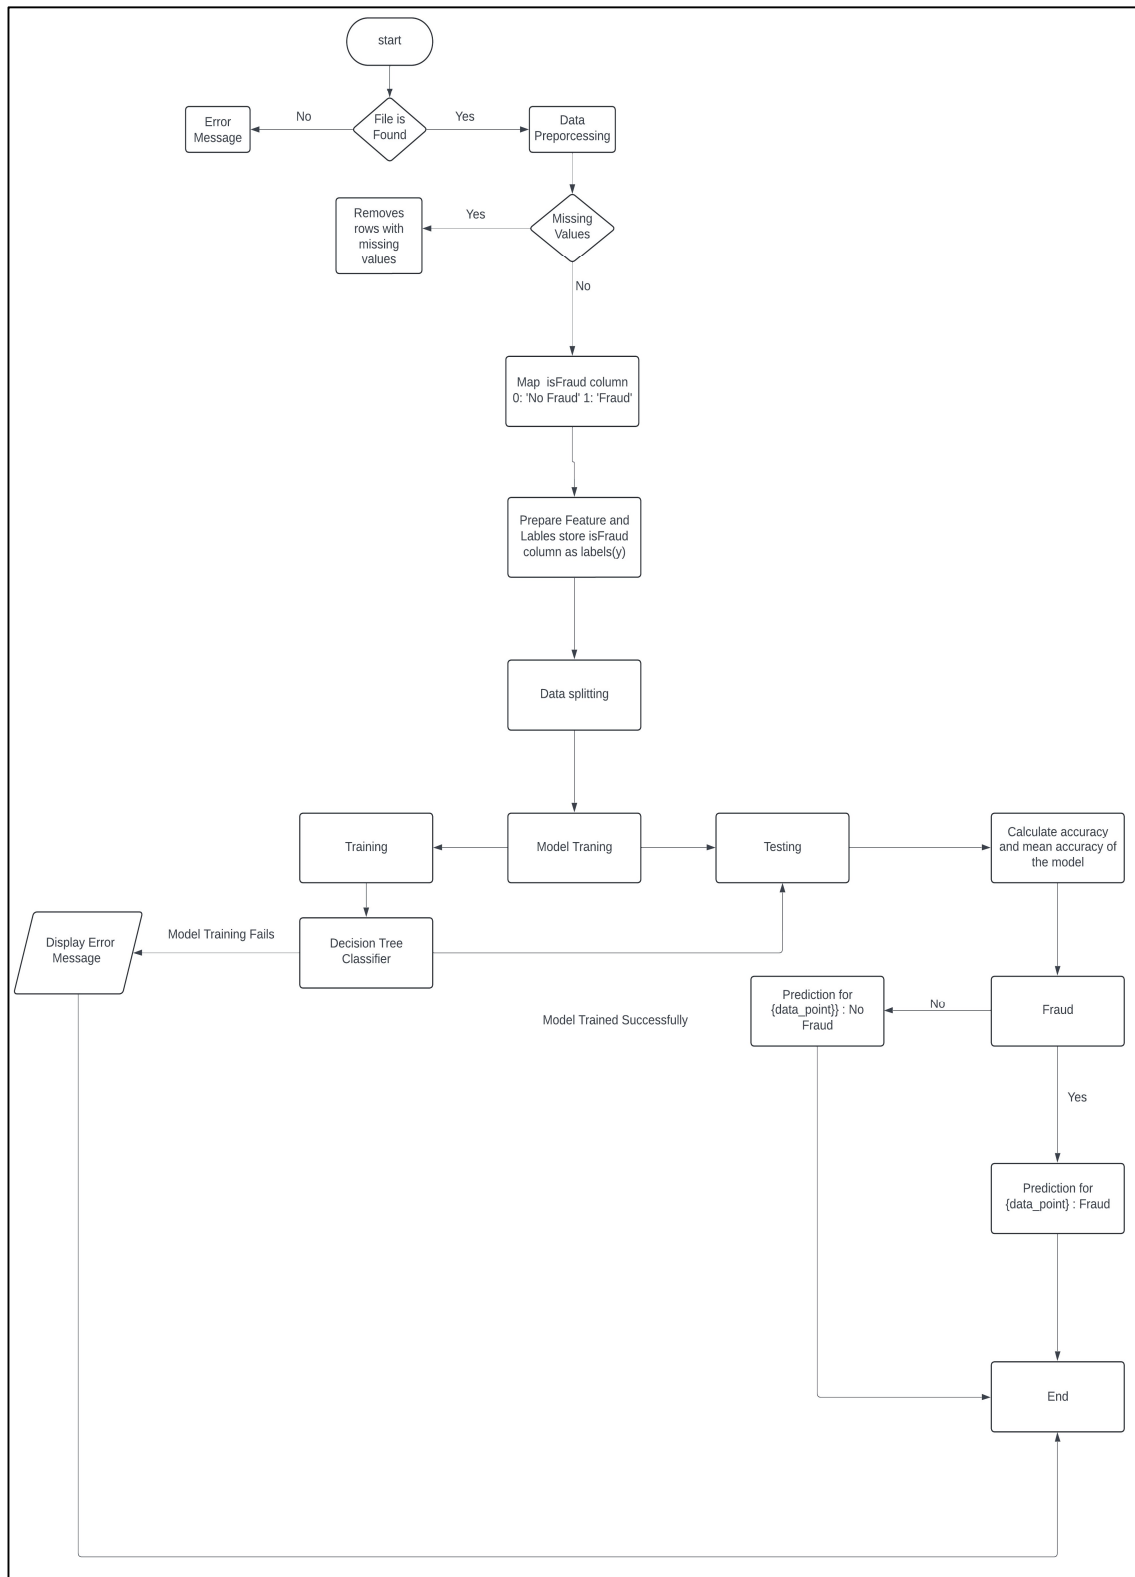 start
No
Yes
Error
Message
File is
Found
Data
Preporcessing
Removes
rows with
missing
values
Yes
Missing
Values
No
Map isFraud column
0: 'No Fraud' 1: 'Fraud'
Prepare Feature and
Lables store isFraud
column as labels(y)
Data splitting
Training
Model Traning
Testing
Calculate accuracy
and mean accuracy of
the model
Display Error
Message
Model Training Fails
Decision Tree
Classifier
Model Trained Successfully
Prediction for
{data_point}} : No
Fraud
No
Fraud
Yes
Prediction for
{data_point} : Fraud
End